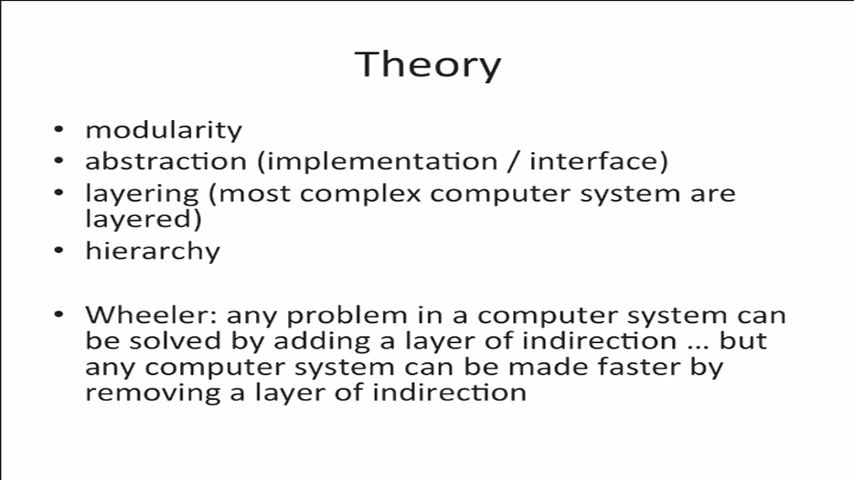 Theory
• modularity
• abstraction (implementation / interface)
• layering (most complex computer system are
layered)
• hierarchy
• Wheeler: any problem in a computer system can
be solved by adding a layer of indirection ... but
any computer system can be made faster by
removing a layer of indirection